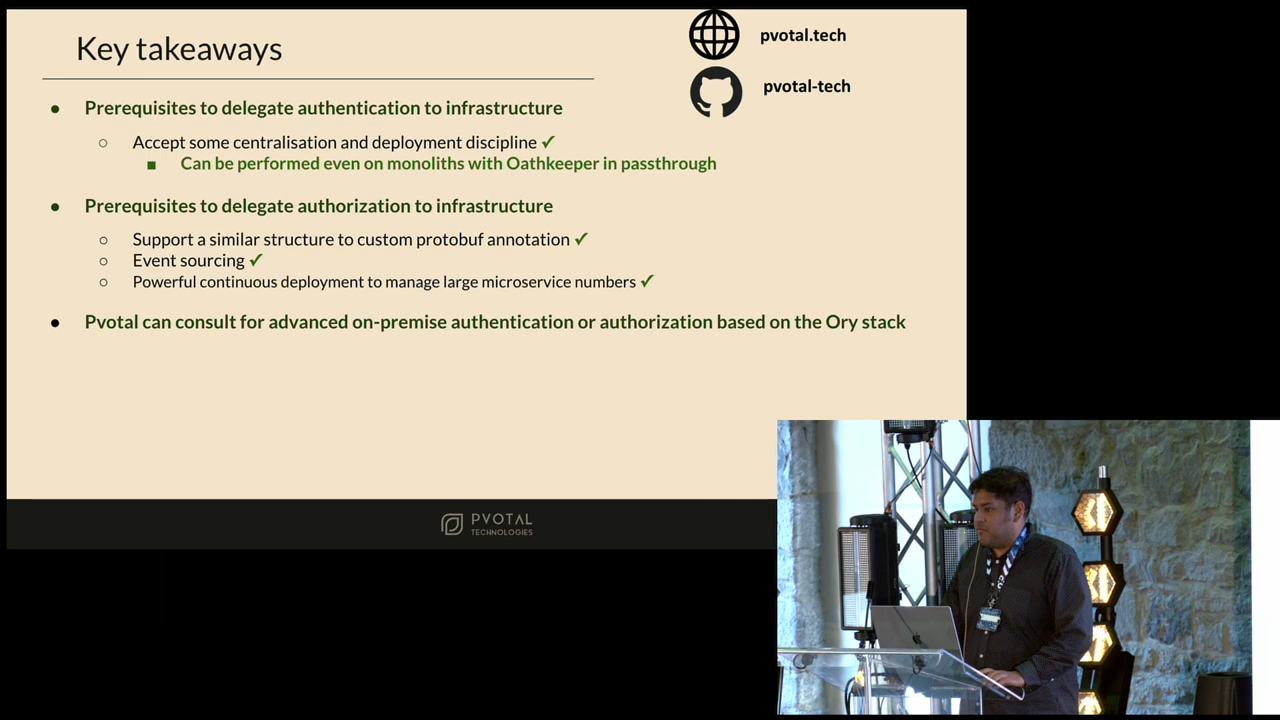 Key takeaways
pvotal.tech
pvotal-tech
● Prerequisites to delegate authentication to infrastructure
○ Accept some centralisation and deployment discipline ✓
■ Can be performed even on monoliths with Oathkeeper in passthrough
● Prerequisites to delegate authorization to infrastructure
○ Support a similar structure to custom protobuf annotation ✓
○ Event sourcing ✓
○ Powerful continuous deployment to manage large microservice numbers ✓
● Pvotal can consult for advanced on-premise authentication or authorization based on the Ory stack
PVOTAL
TECHNOLOGIES